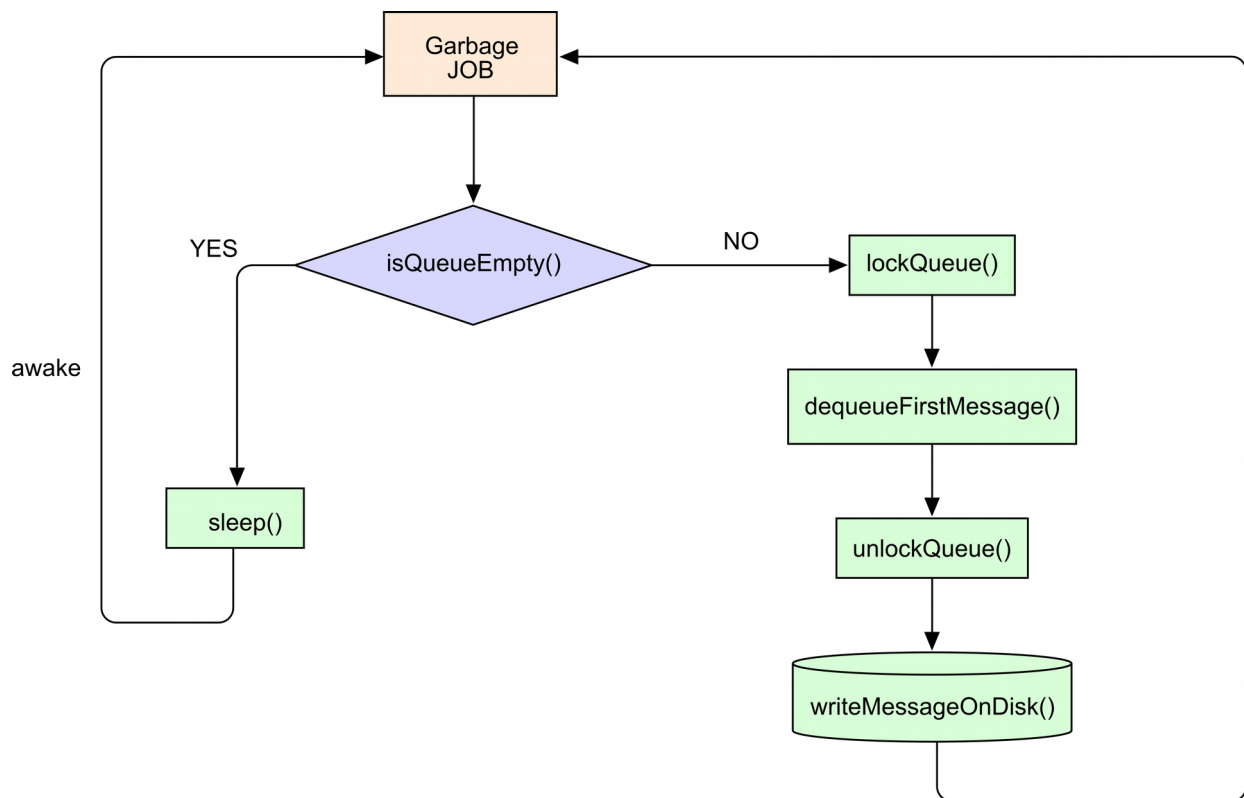 Garbage
JOB
YES
isQueueEmpty()
NO
lockQueue()
awake
dequeueFirstMessage()
sleep()
unlockQueue()
writeMessageOnDisk()